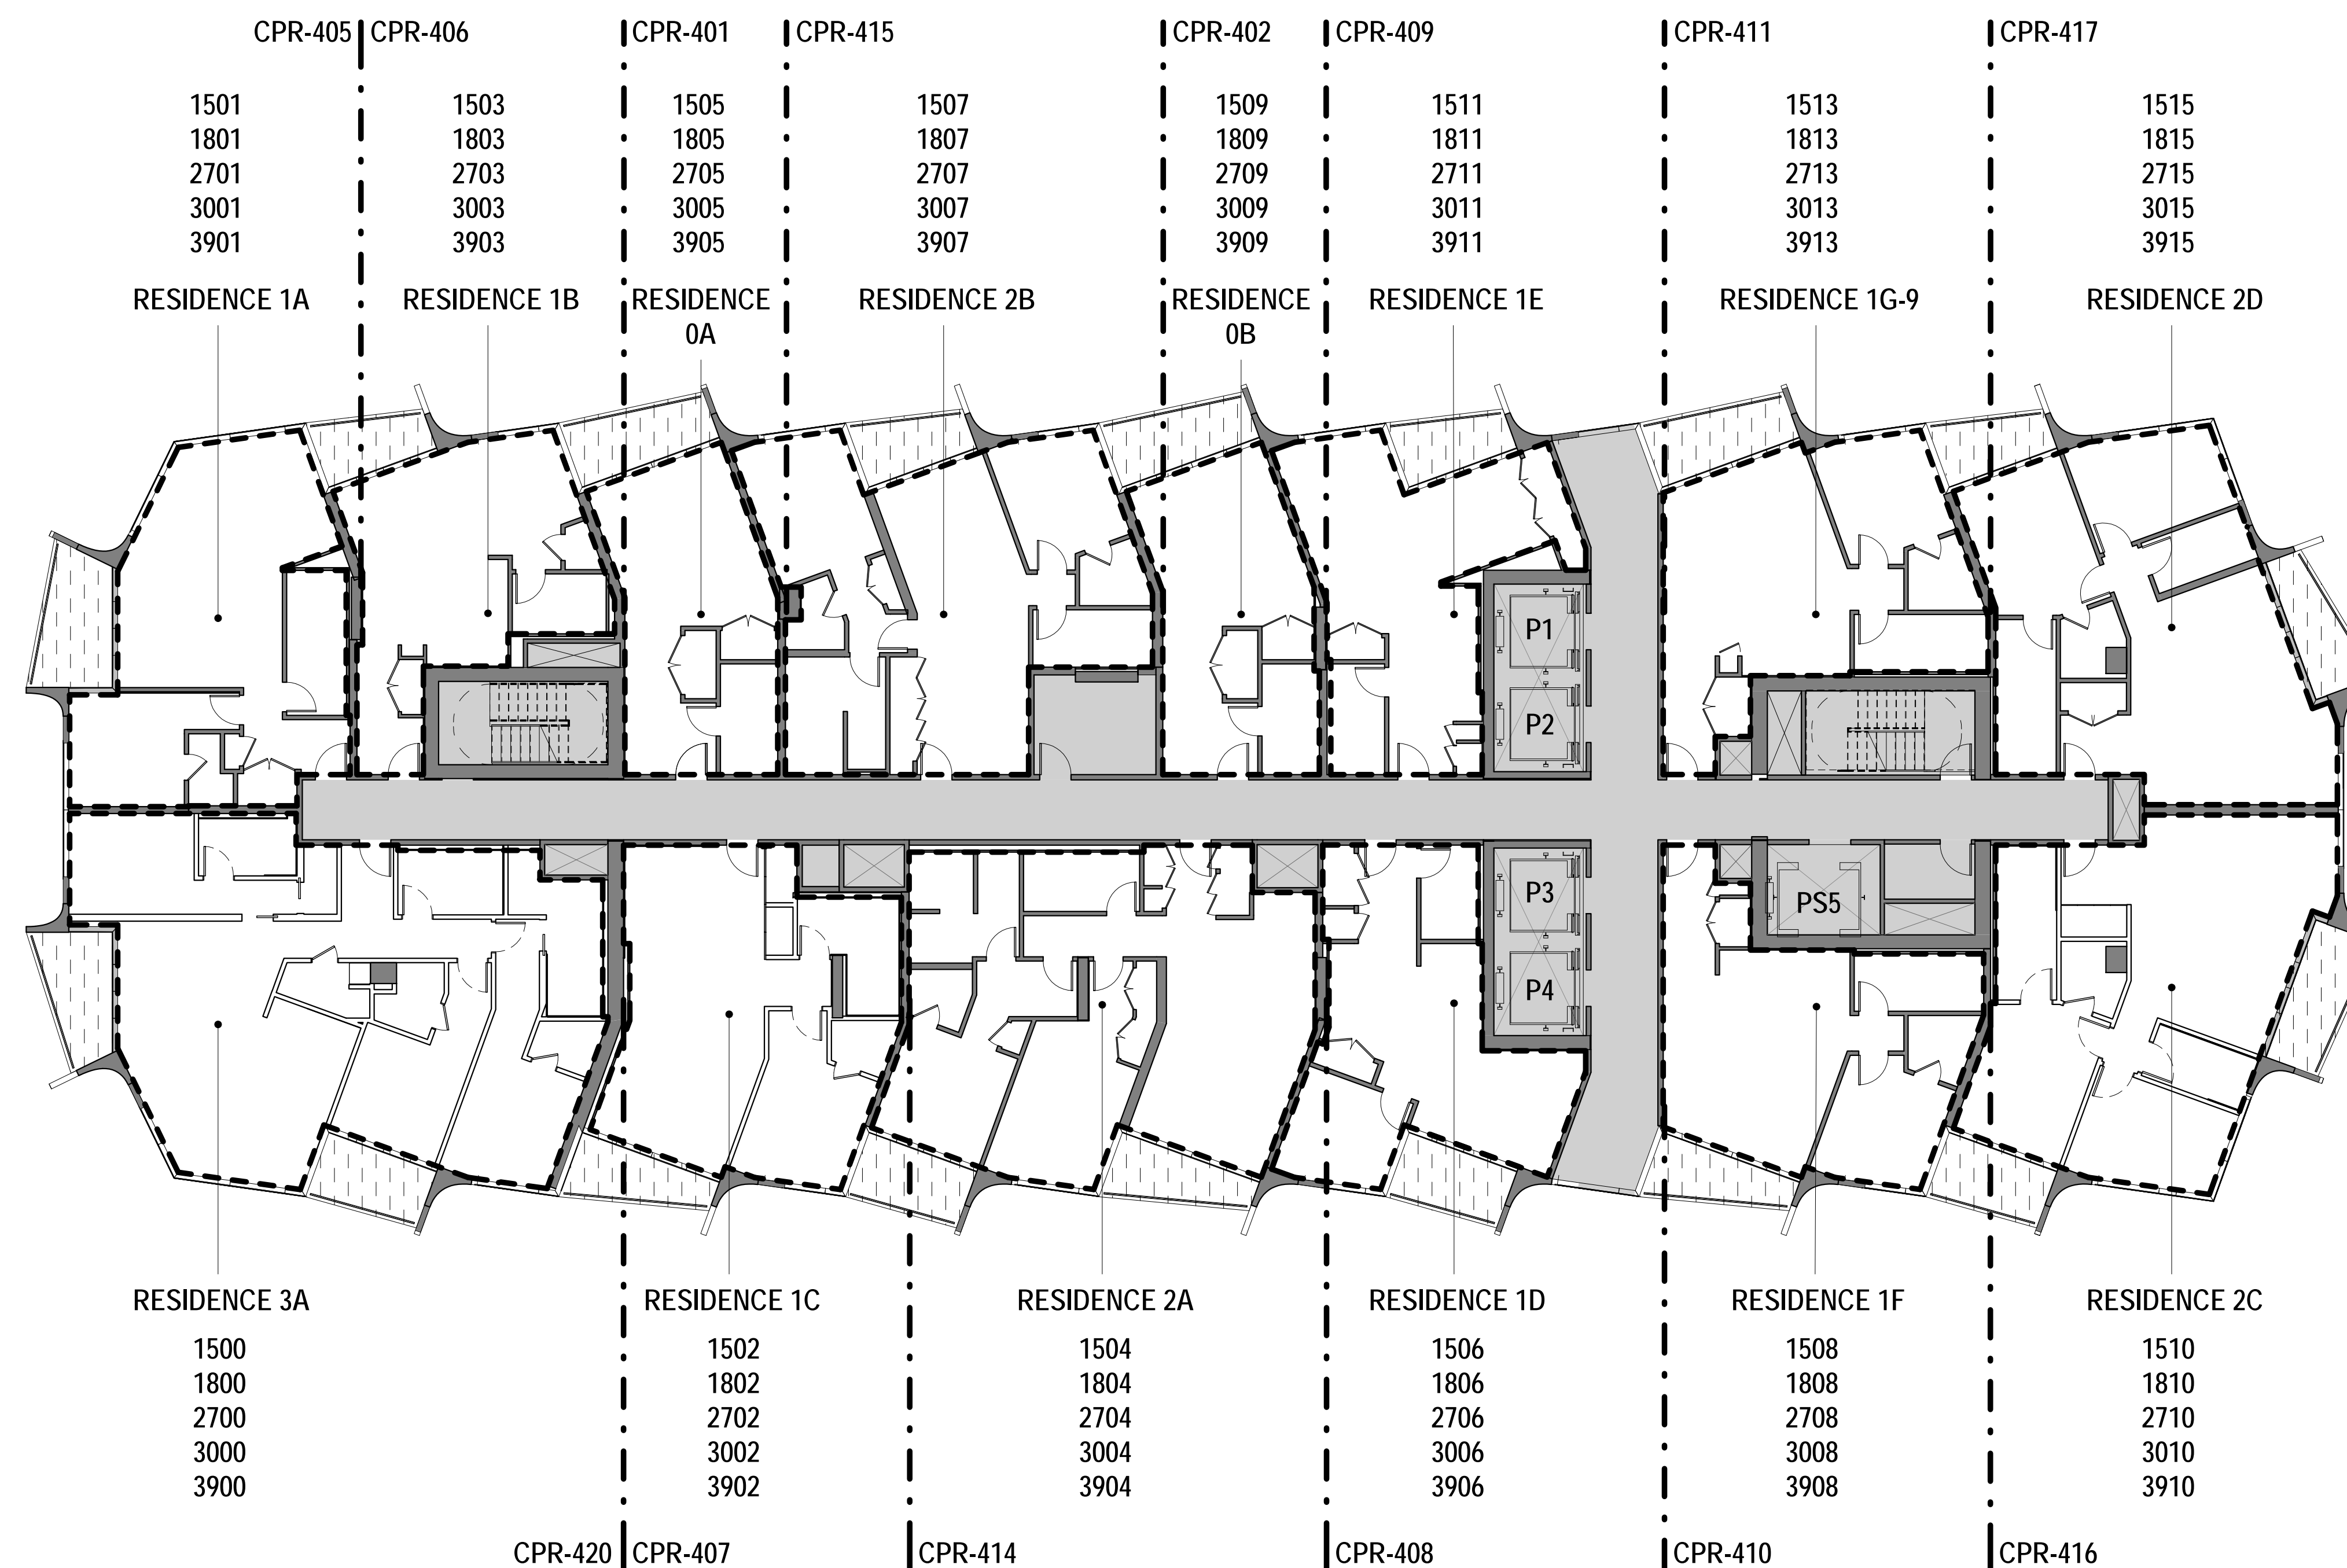 CPR-405 CPR-406 CPR-401 CPR-415 CPR-402 CPR-409 CPR-411 CPR-417
1501 1503 1505 1507 1509 1511 1513 1515
1801 1803 1805 1807 1809 1811 1813 1815
2701 2703 2705 2707 2709 2711 2713 2715
3001 3003 3005 3007 3009 3011 3013 3015
3901 3903 3905 3907 3909 3911 3913 3915
RESIDENCE 1A RESIDENCE 1B RESIDENCE RESIDENCE 2B RESIDENCE RESIDENCE 1E RESIDENCE 1G-9 RESIDENCE 2D
0A 0B
P1
P2
P3
PS5
P4
RESIDENCE 3A RESIDENCE 1C RESIDENCE 2A RESIDENCE 1D RESIDENCE 1F RESIDENCE 2C
1500 1502 1504 1506 1508 1510
1800 1802 1804 1806 1808 1810
2700 2702 2704 2706 2708 2710
3000 3002 3004 3006 3008 3010
3900 3902 3904 3906 3908 3910
CPR-420 CPR-407 CPR-414 CPR-408 CPR-410 CPR-416